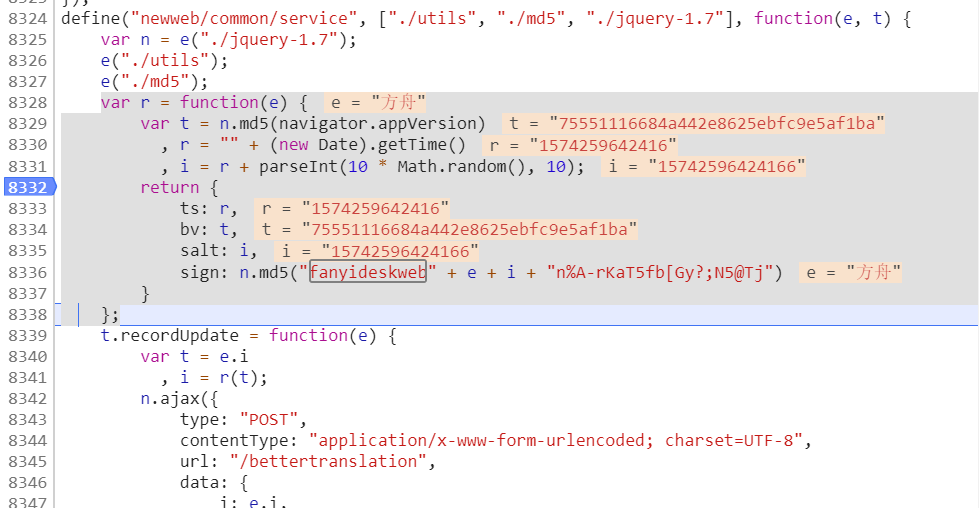 8323 });
8324 define("newweb/common/service", ["./utils", "./md5", "./jquery-1.7"], function(e, t) {
8325 var n = e("./jquery-1.7");
8326 e("./utils");
8327 e("./md5");
8328 var r = function(e) { e = "方舟"
8329 var t = n.md5(navigator.appVersion) t = "75551116684a442e8625ebfc9e5af1ba"
8330 , r = "" + (new Date).getTime() r = "1574259642416"
8331 , i = r + parseInt(10 * Math.random(), 10); i = "15742596424166"
8332 return {
8333 ts: r, r = "1574259642416"
8334 bv: t, t = "75551116684a442e8625ebfc9e5af1ba"
8335 salt: i, i = "15742596424166"
8336 sign: n.md5("fanyideskweb" + e + i + "n%A-rKaT5fb[Gy?;N5@Tj") e = "方舟"
8337 }
8338 };
8339 t.recordUpdate = function(e) {
8340 var t = e.i
8341 , i = r(t);
8342 n.ajax({
8343 type: "POST",
8344 contentType: "application/x-www-form-urlencoded; charset=UTF-8",
8345 url: "/bettertranslation",
8346 data: {
8347 i: e.i,